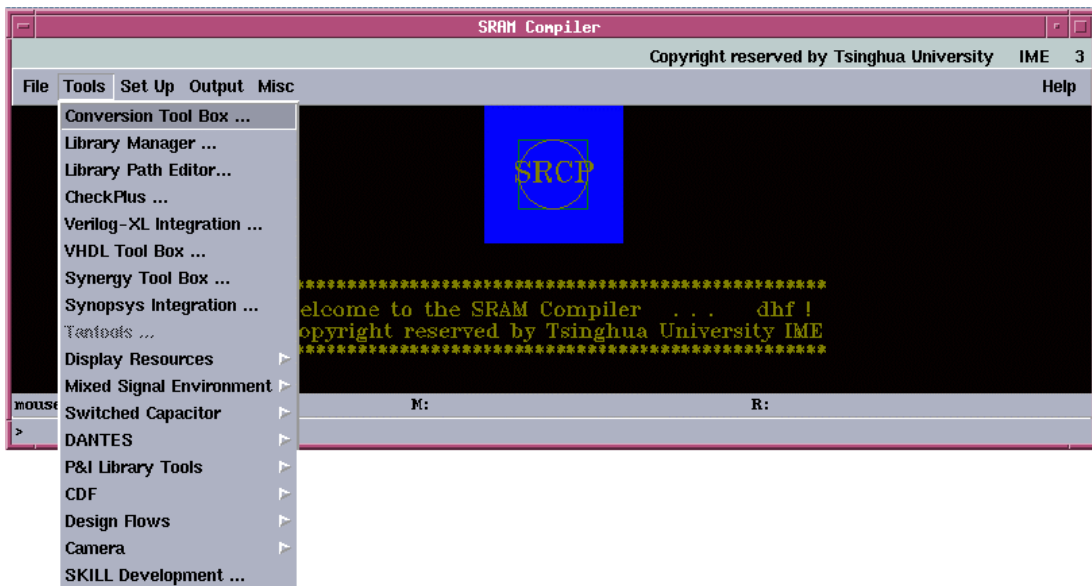 SRAM Compiler
Copyright reserved by Tsinghua University IME 3
File Tools Set Up Output Misc Help
Conversion Tool Box ...
Library Manager ...
Library Path Editor...
CheckPlus ...
Verilog-XL Integration ...
VHDL Tool Box ...
Synergy Tool Box ...
Synopsys Integration ...
Tantools ...
Display Resources
Mixed Signal Environment
Switched Capacitor
DANTES
P&I Library Tools
CDF
Design Flows
Camera
SKILL Development ...
SRCP
*****************************************************
elcome to the SRAM Compiler . . . dhf !
opyright reserved by Tsinghua University IME
*****************************************************
mouse M: R:
>